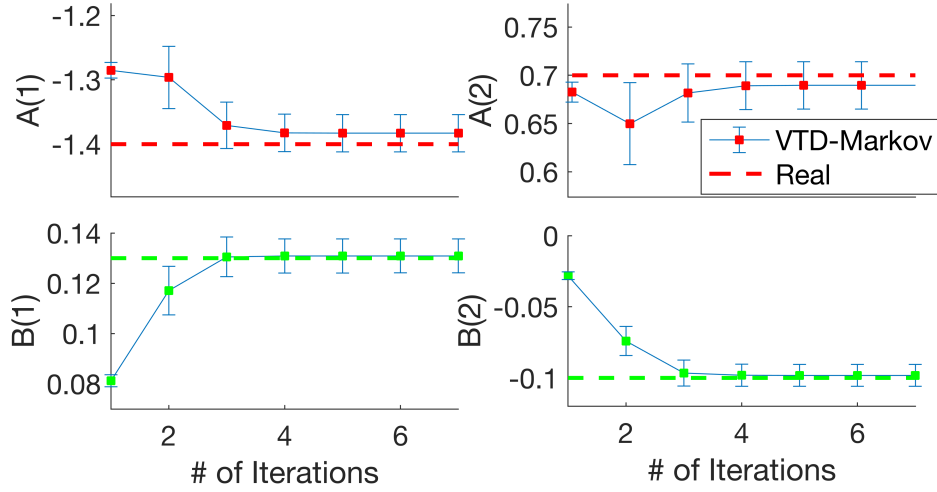 -1.2
-1.3
-1.4
A(1)
0.75
0.7
0.65
0.6
A(2)
VTD-Markov
Real
0.14
0.12
0.1
0.08
B(1)
2
4
6
# of Iterations
0
-0.05
-0.1
B(2)
2
4
6
# of Iterations